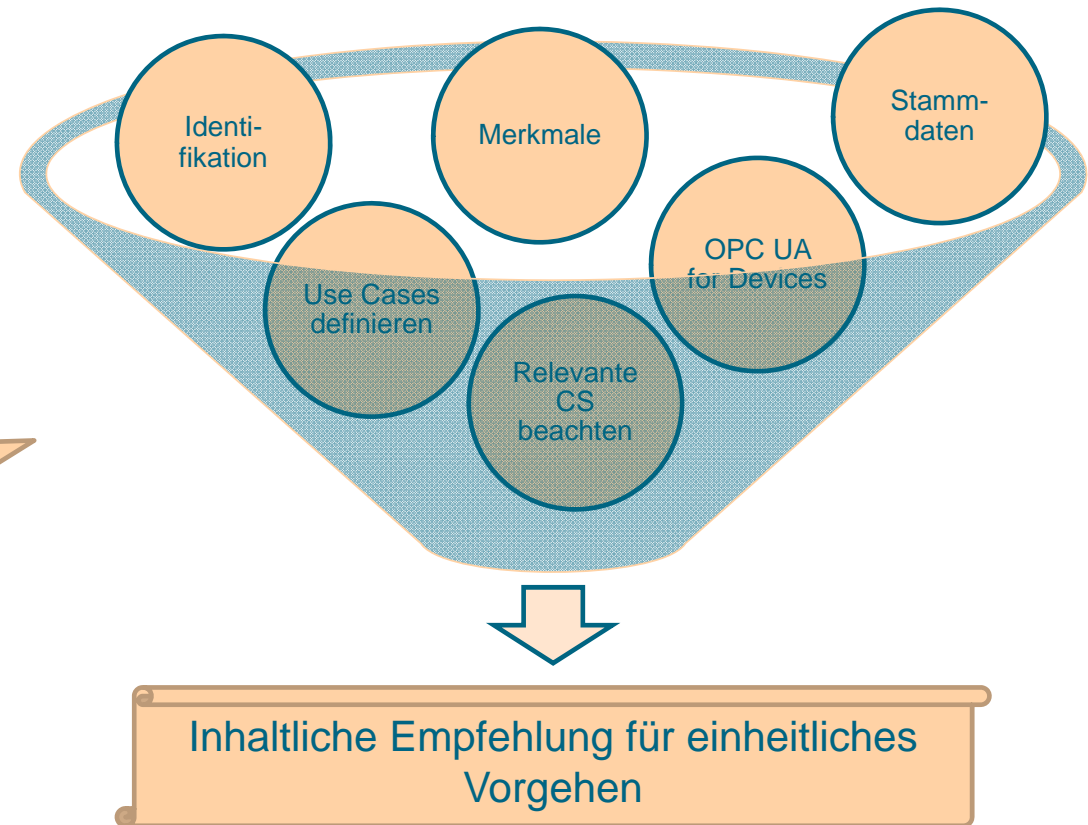 Identi-
fikation
Merkmale
Stamm-
daten
Use Cases
definieren
OPC UA
for Devices
Relevante
CS
beachten
Inhaltliche Empfehlung für einheitliches
Vorgehen